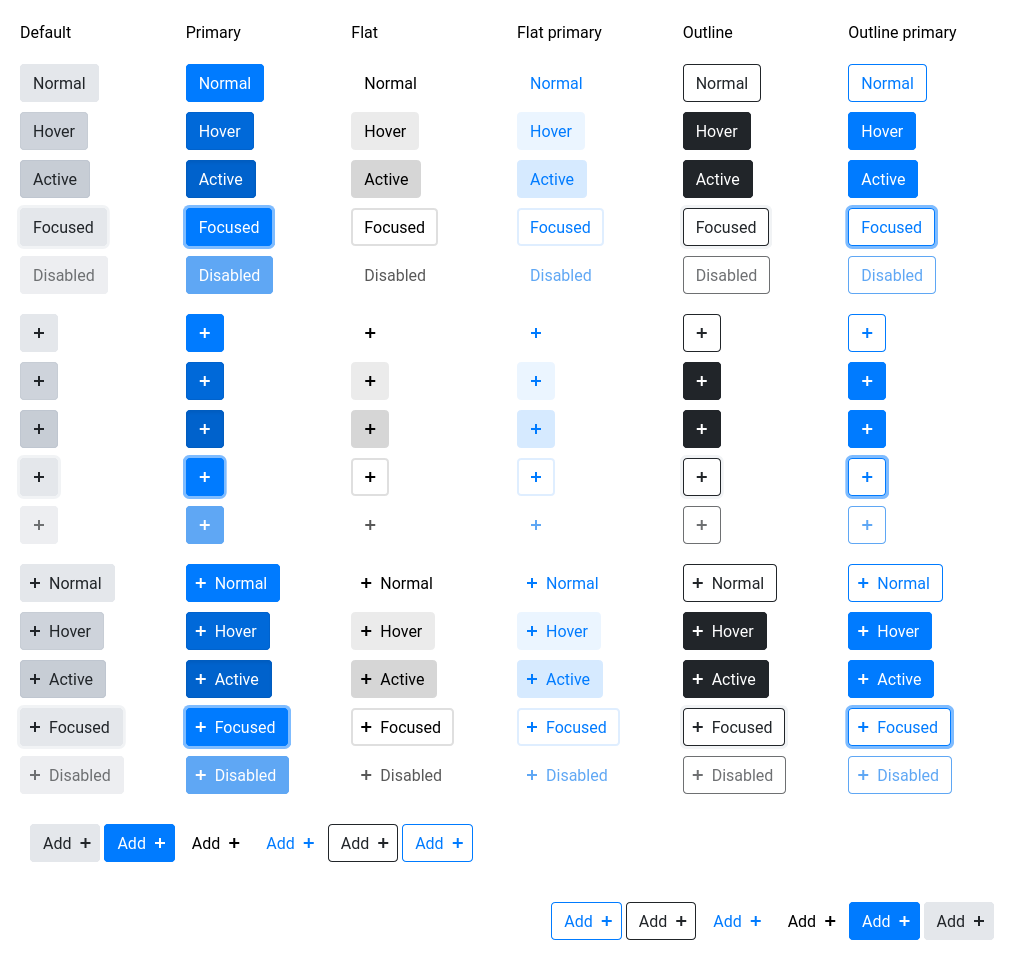 Default Primary Flat Flat primary Outline Outline primary
Normal Normal Normal Normal Normal Normal
Hover Hover Hover Hover Hover Hover
Active Active Active Active Active Active
Focused Focused Focused Focused Focused Focused
Disabled Disabled Disabled Disabled Disabled Disabled
+ + + + + +
+ + + + + +
+ + + + + +
+ + + + + +
+ + + + + +
+ Normal + Normal + Normal + Normal + Normal + Normal
+ Hover + Hover + Hover + Hover + Hover + Hover
+ Active + Active + Active + Active + Active + Active
+ Focused + Focused + Focused + Focused + Focused + Focused
+ Disabled + Disabled + Disabled + Disabled + Disabled + Disabled
Add + Add + Add + Add + Add + Add +
Add + Add + Add + Add + Add + Add +